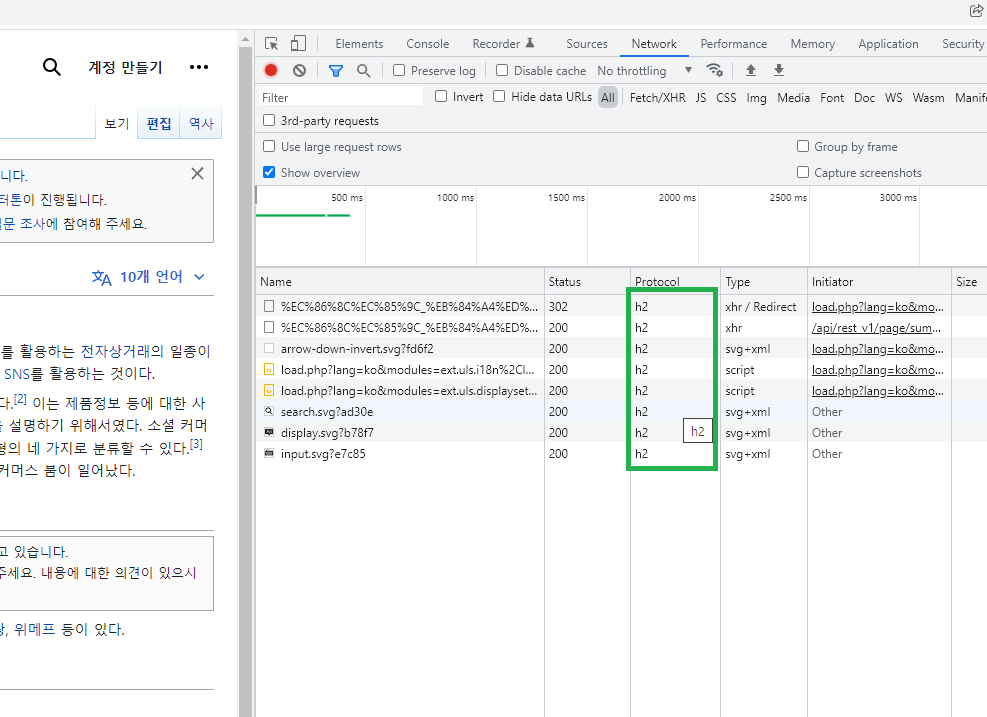 계정 만들기 •••
보기 편집 역사
니다.
터톤이 진행됩니다.
설문 조사에 참여해 주세요.
10개 언어
를 활용하는 전자상거래의 일종이
SNS를 활용하는 것이다.
다.[2] 이는 제품정보 등에 대한 사
을 설명하기 위해서였다. 소셜 커머
형의 네 가지로 분류할 수 있다.[3]
커머스 붐이 일어났다.
고 있습니다.
주세요. 내용에 대한 의견이 있으시
, 위메프 등이 있다.
Elements Console Recorder Sources Network Performance Memory Application Security
Preserve log Disable cache No throttling
Filter Invert Hide data URLs All Fetch/XHR JS CSS Img Media Font Doc WS Wasm Manif
3rd-party requests
Use large request rows Group by frame
Show overview Capture screenshots
500 ms 1000 ms 1500 ms 2000 ms 2500 ms 3000 ms
Name Status Protocol Type Initiator Size
%EC%86%8C%EC%85%9C_%EB%84%A4%ED%... 302 h2 xhr / Redirect load.php?lang=ko&mo...
%EC%86%8C%EC%85%9C_%EB%84%A4%ED%... 200 h2 xhr /api/rest_v1/page/sum...
arrow-down-invert.svg?fd6f2 200 h2 svg+xml load.php?lang=ko&mo...
load.php?lang=ko&modules=ext.uls.i18n%2Cl... 200 h2 script load.php?lang=ko&mo...
load.php?lang=ko&modules=ext.uls.displayset... 200 h2 script load.php?lang=ko&mo...
search.svg?ad30e 200 h2 svg+xml Other
display.svg?b78f7 200 h2 svg+xml Other
h2
input.svg?e7c85 200 h2 svg+xml Other